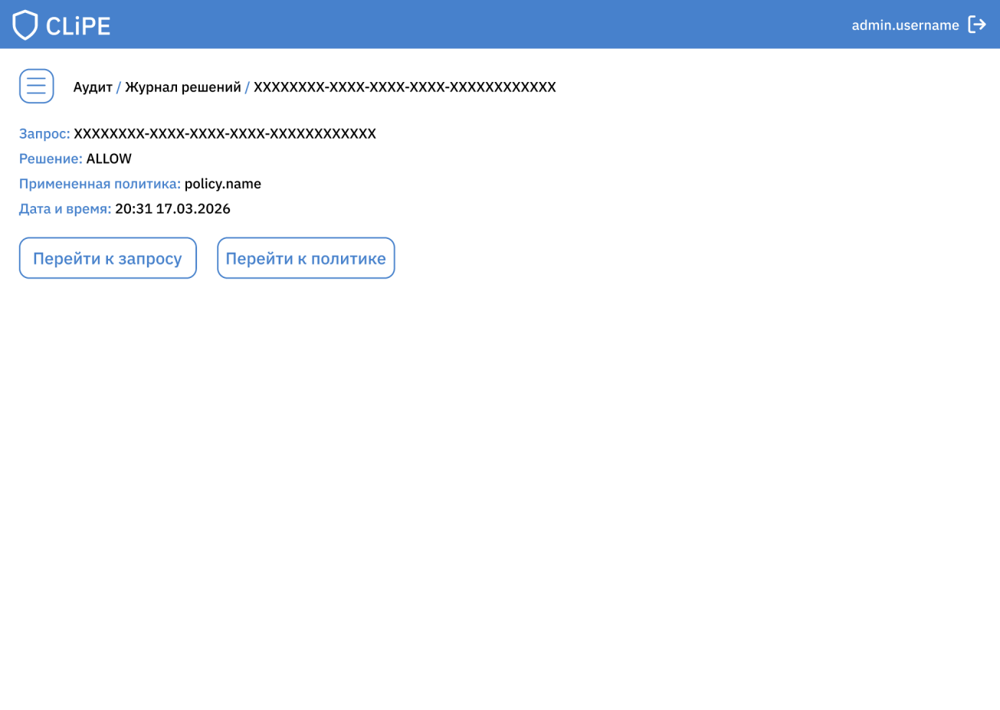 CLiPE
admin.username
Аудит / Журнал решений / XXXXXXXX-XXXX-XXXX-XXXX-XXXXXXXXXXXX
Запрос: XXXXXXXX-XXXX-XXXX-XXXX-XXXXXXXXXXXX
Решение: ALLOW
Примененная политика: policy.name
Дата и время: 20:31 17.03.2026
Перейти к запросу
Перейти к политике